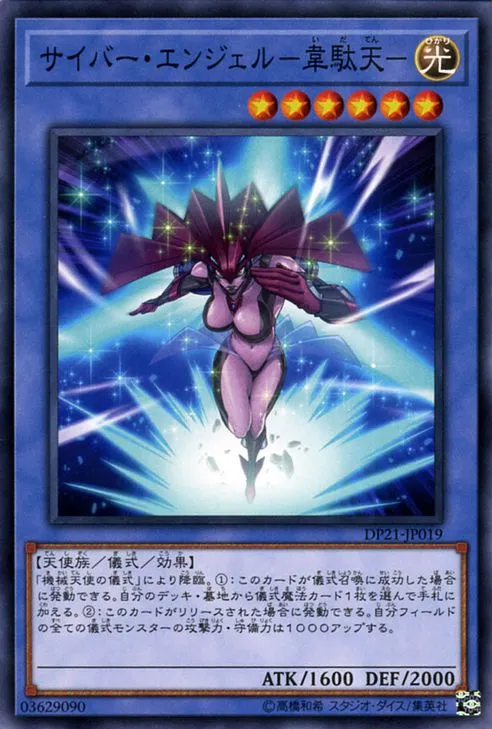 サイバー・エンジェル－韋駄天－
いだてん
光
ひかり
DP21-JP019
【天使族／儀式／効果】
「機械天使の儀式」により降臨。①：このカードが儀式召喚に成功した場合
に発動できる。自分のデッキ・墓地から儀式魔法カード１枚を選んで手札に
加える。②：このカードがリリースされた場合に発動できる。自分フィールド
の全ての儀式モンスターの攻撃力・守備力は１０００アップする。
ATK/1600 DEF/2000
03629090
©高橋和希 スタジオ・ダイス/集英社